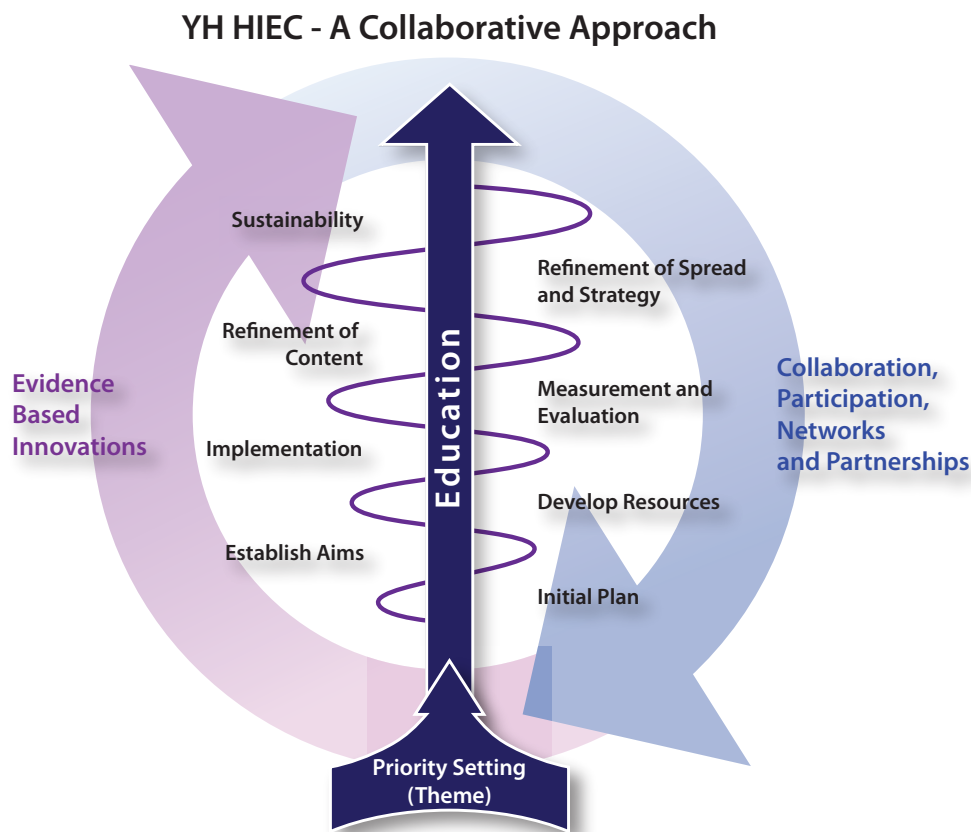 YH HIEC - A Collaborative Approach
Sustainability
Refinement of Spread
and Strategy
Refinement of
Content
Education
Evidence
Based
Innovations
Collaboration,
Participation,
Networks
and Partnerships
Measurement and
Evaluation
Implementation
Develop Resources
Establish Aims
Initial Plan
Priority Setting
(Theme)